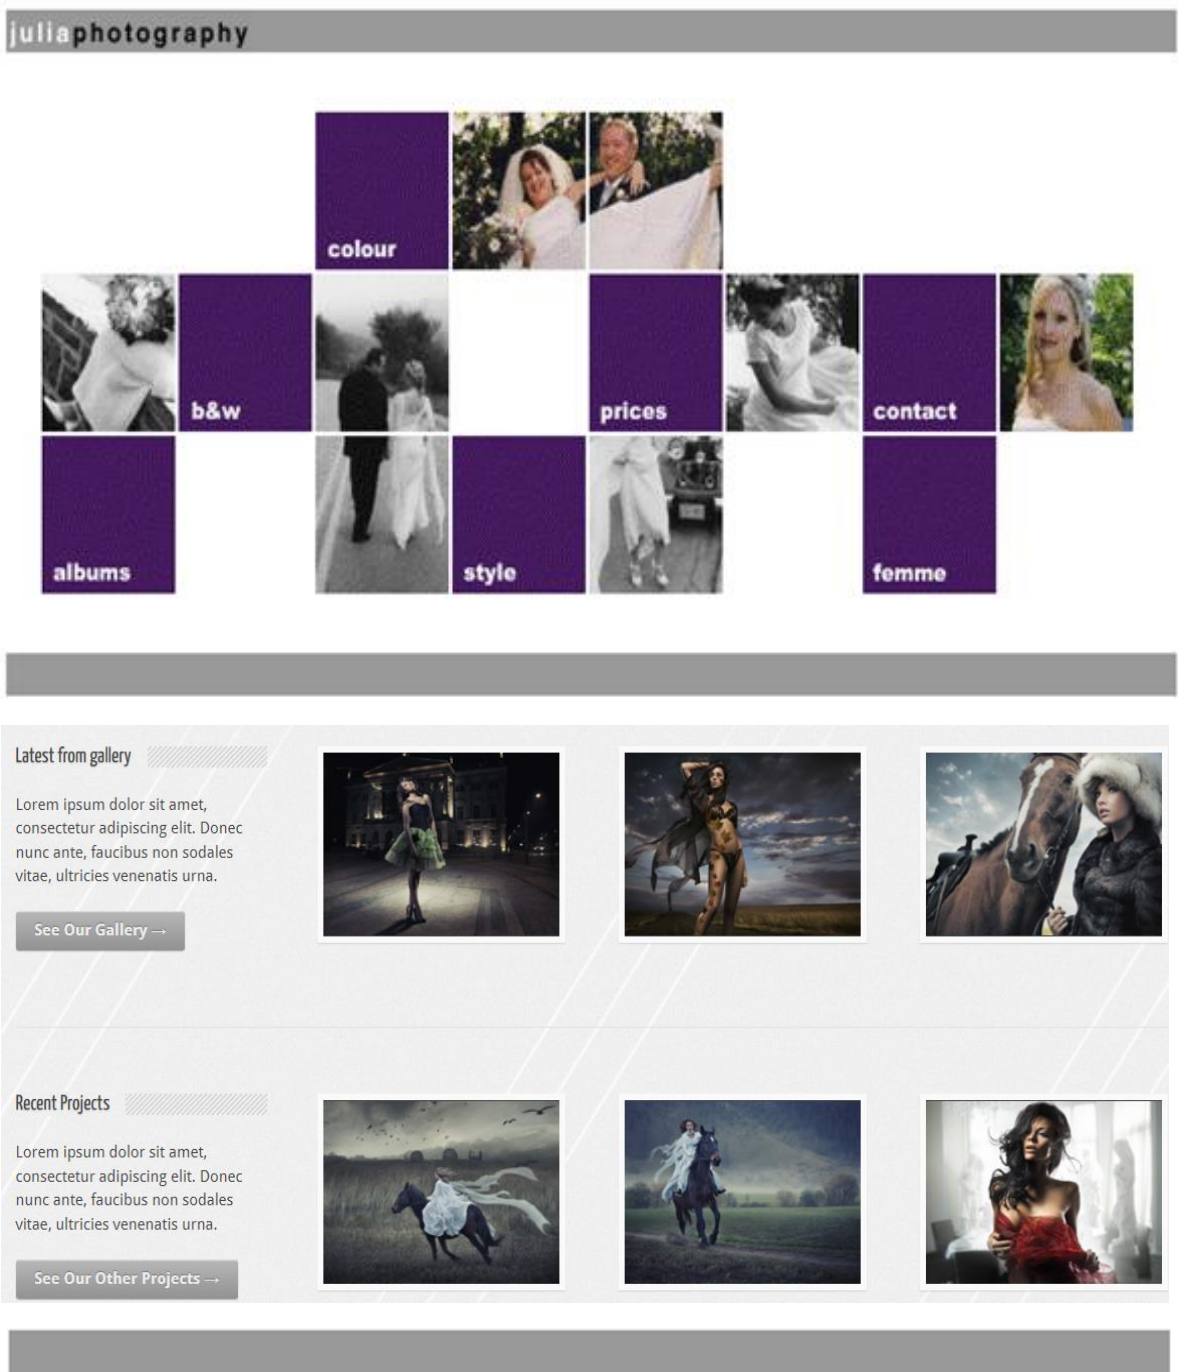 juliaphotography
colour
b&w
prices
contact
albums
style
femme
Latest from gallery
Lorem ipsum dolor sit amet,
consectetur adipiscing elit. Donec
nunc ante, faucibus non sodales
vitae, ultricies venenatis urna.
See Our Gallery →
Recent Projects
Lorem ipsum dolor sit amet,
consectetur adipiscing elit. Donec
nunc ante, faucibus non sodales
vitae, ultricies venenatis urna.
See Our Other Projects →